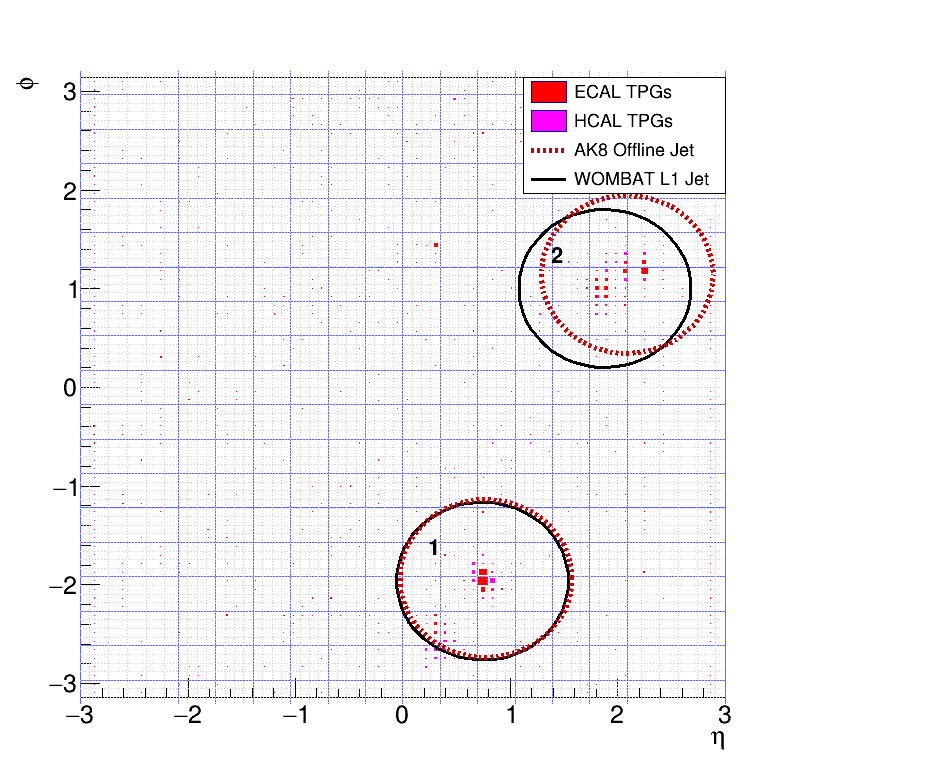 ϕ
3
2
1
0
−1
−2
−3
ECAL TPGs
HCAL TPGs
AK8 Offline Jet
WOMBAT L1 Jet
2
1
−3 −2 −1 0 1 2 3
η